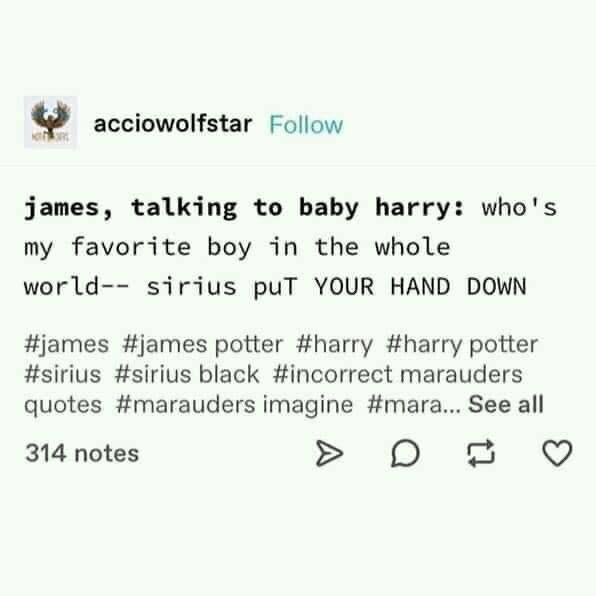 acciowolfstar Follow
james, talking to baby harry: who's
my favorite boy in the whole
world-- sirius puT YOUR HAND DOWN
#james #james potter #harry #harry potter
#sirius #sirius black #incorrect marauders
quotes #marauders imagine #mara... See all
314 notes